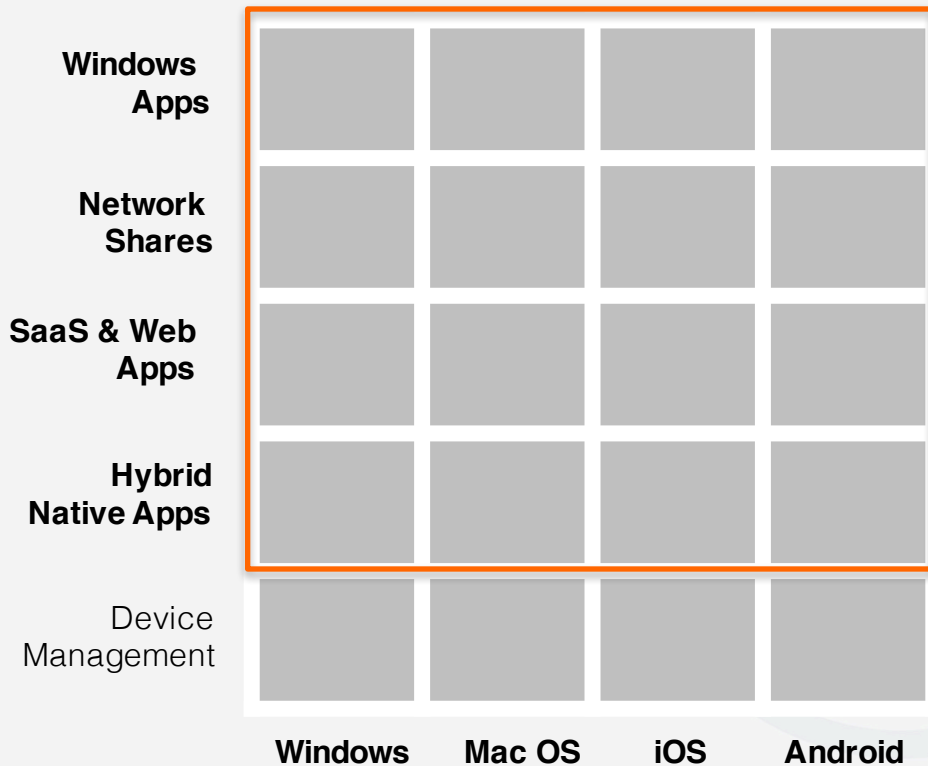 Windows
Apps
Network
Shares
SaaS & Web
Apps
Hybrid
Native Apps
Device
Management
Windows Mac OS iOS Android